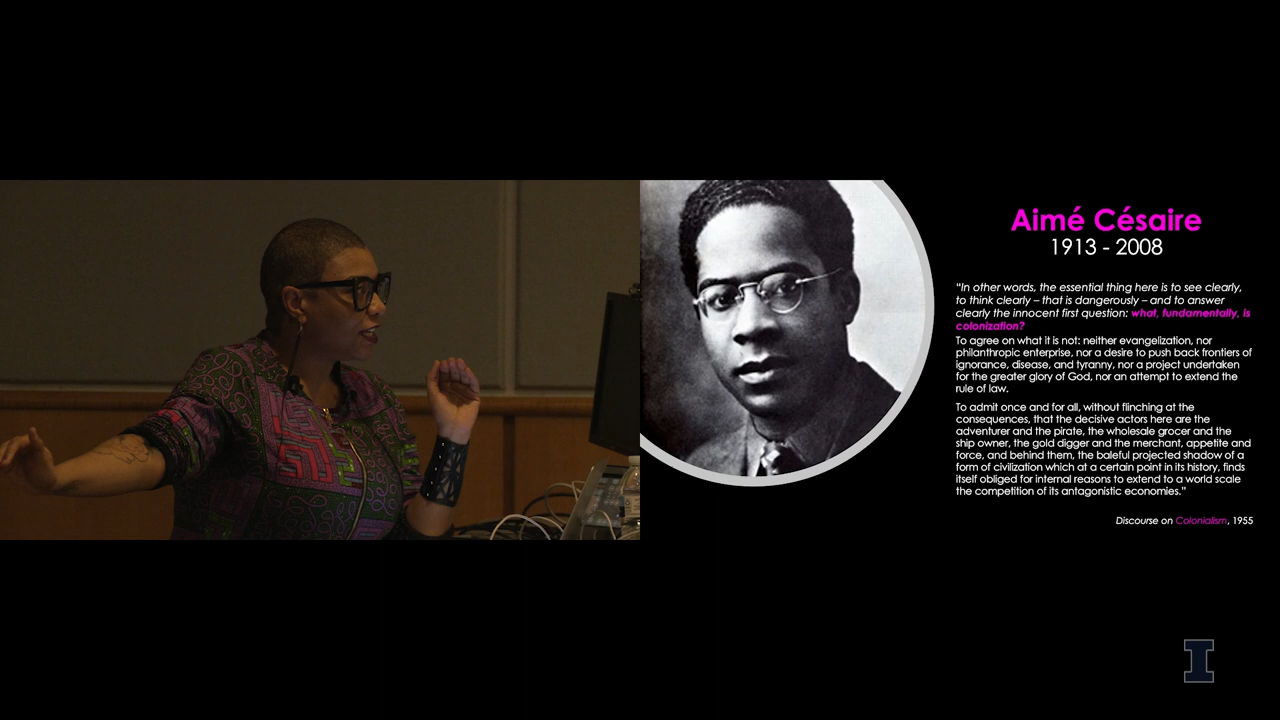 Aimé Césaire
1913 - 2008
“In other words, the essential thing here is to see clearly,
to think clearly – that is dangerously – and to answer
clearly the innocent first question: what, fundamentally, is
colonization?
To agree on what it is not: neither evangelization, nor
philanthropic enterprise, nor a desire to push back frontiers of
ignorance, disease, and tyranny, nor a project undertaken
for the greater glory of God, nor an attempt to extend the
rule of law.
To admit once and for all, without flinching at the
consequences, that the decisive actors here are the
adventurer and the pirate, the wholesale grocer and the
ship owner, the gold digger and the merchant, appetite and
force, and behind them, the baleful projected shadow of a
form of civilization which at a certain point in its history, finds
itself obliged for internal reasons to extend to a world scale
the competition of its antagonistic economies.”
Discourse on Colonialism, 1955
I